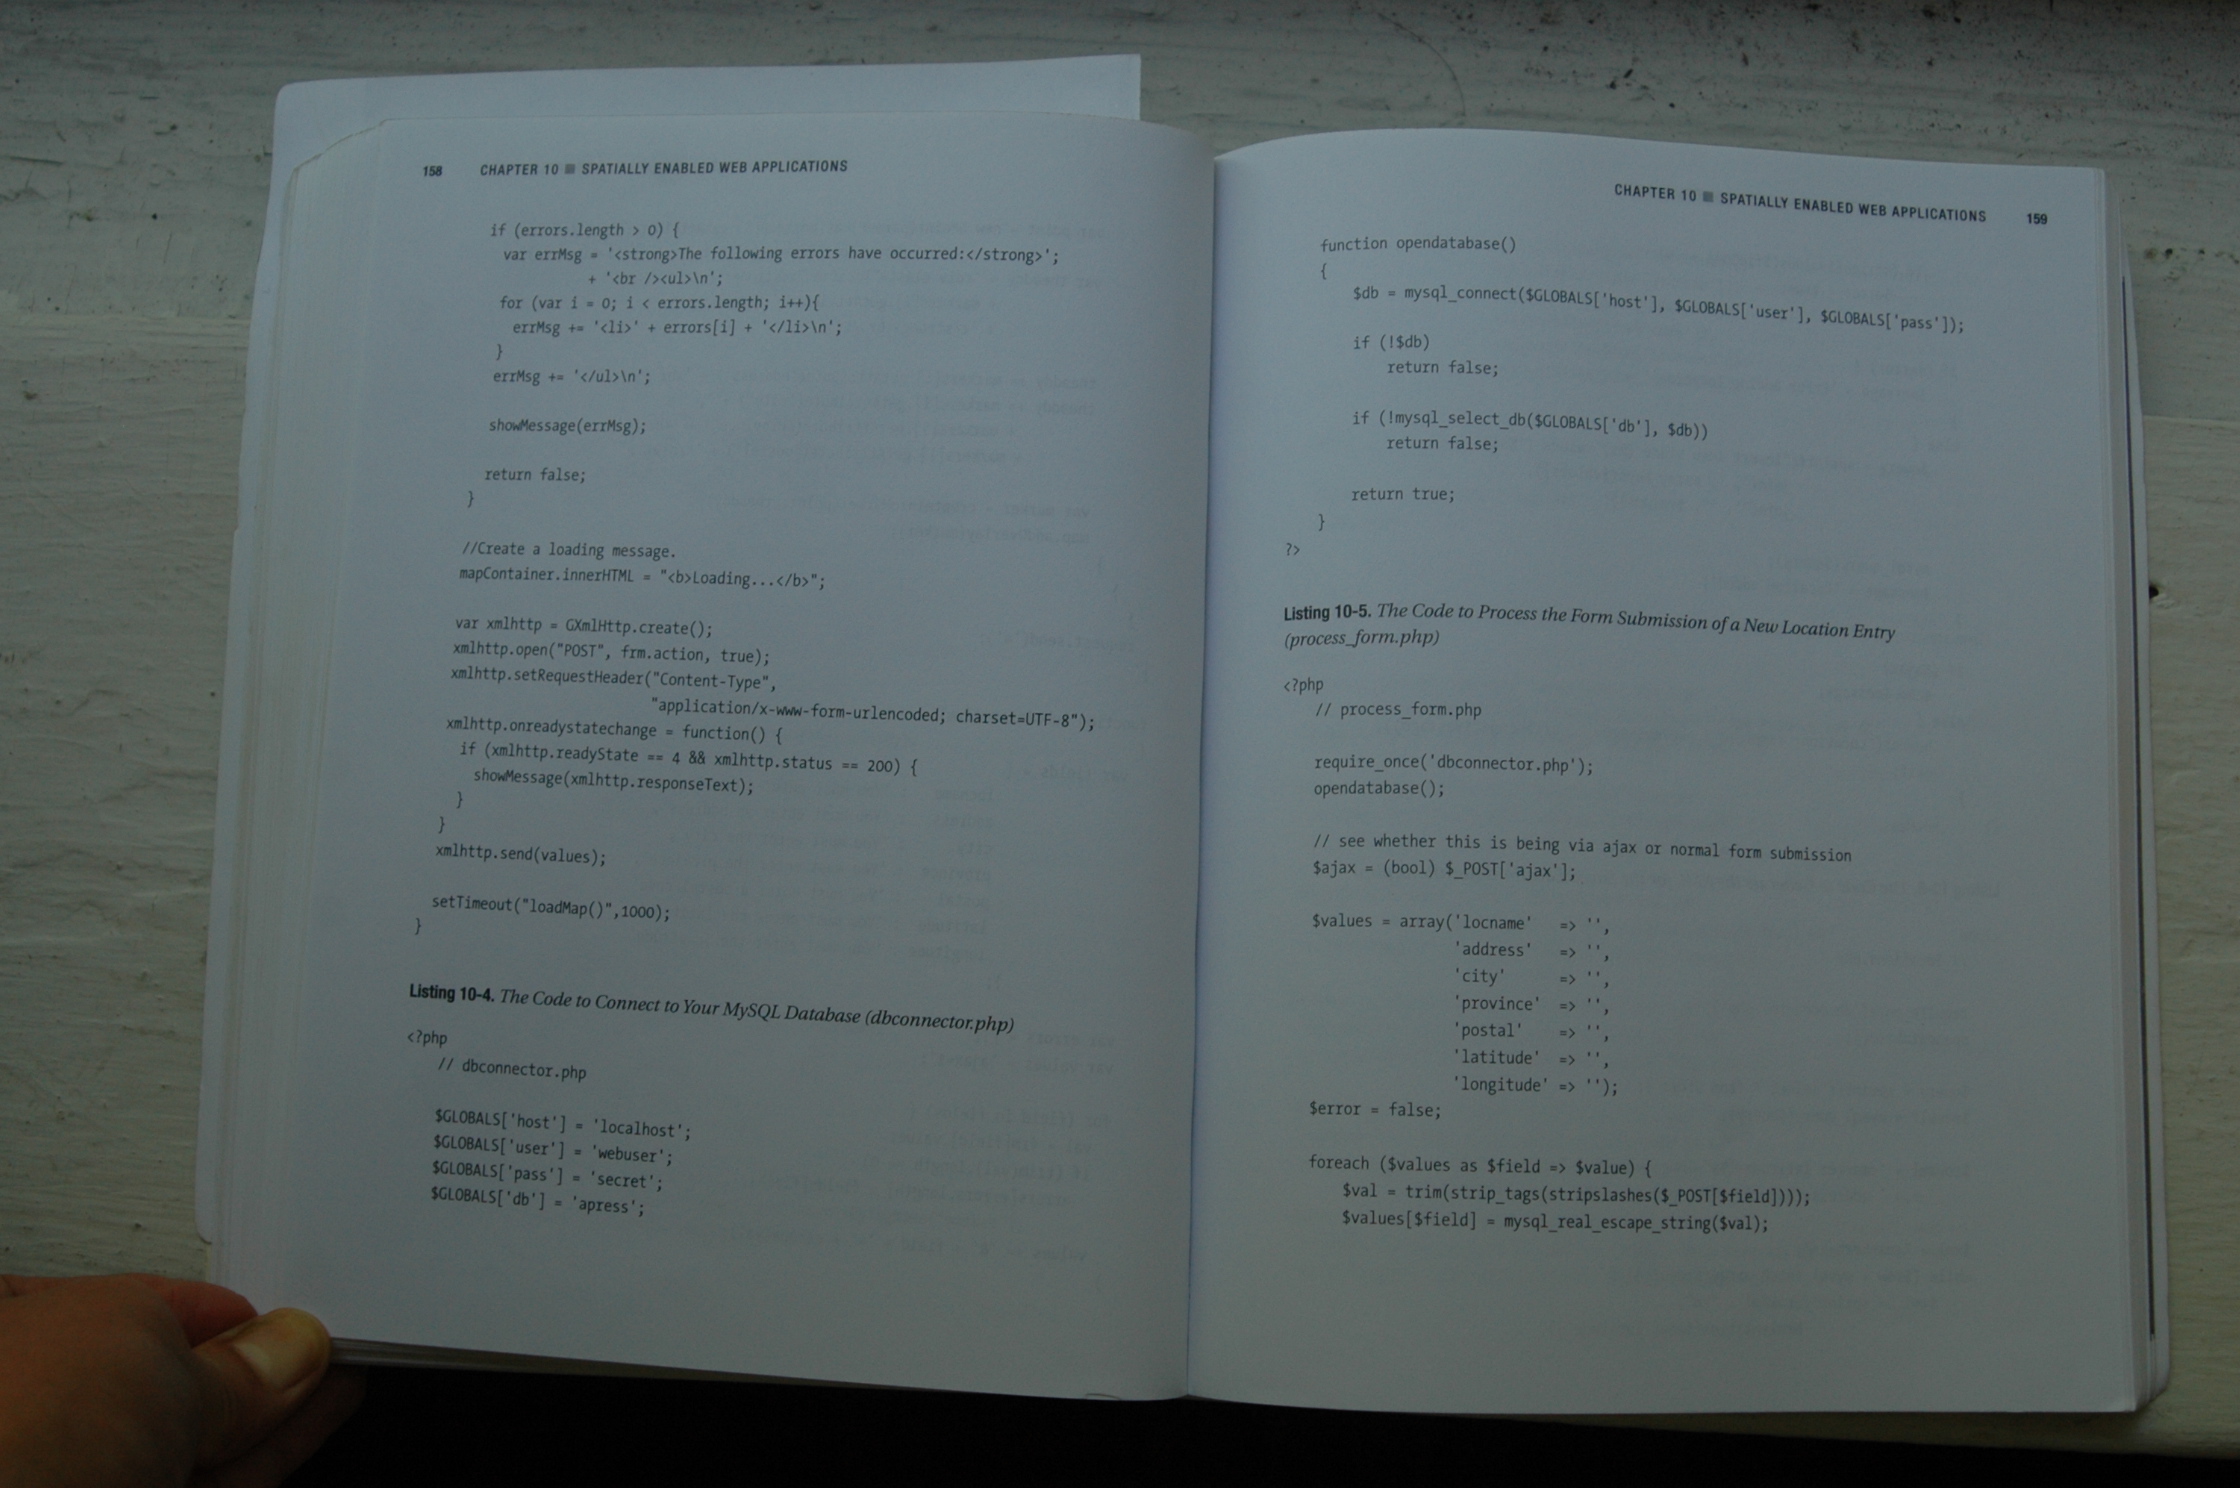 158 CHAPTER 10 ■ SPATIALLY ENABLED WEB APPLICATIONS
if (errors.length > 0) {
var errMsg = '<strong>The following errors have occurred:</strong>';
+ '<br /><ul>\n';
for (var i = 0; i < errors.length; i++){
errMsg += '<li>' + errors[i] + '</li>\n';
}
errMsg += '</ul>\n';
showMessage(errMsg);
return false;
}
//Create a loading message.
mapContainer.innerHTML = "<b>Loading...</b>";
var xmlhttp = GXmlHttp.create();
xmlhttp.open("POST", frm.action, true);
xmlhttp.setRequestHeader("Content-Type",
"application/x-www-form-urlencoded; charset=UTF-8");
xmlhttp.onreadystatechange = function() {
if (xmlhttp.readyState == 4 && xmlhttp.status == 200) {
showMessage(xmlhttp.responseText);
}
}
xmlhttp.send(values);
setTimeout("loadMap()",1000);
}
Listing 10-4. The Code to Connect to Your MySQL Database (dbconnector.php)
<?php
// dbconnector.php
$GLOBALS['host'] = 'localhost';
$GLOBALS['user'] = 'webuser';
$GLOBALS['pass'] = 'secret';
$GLOBALS['db'] = 'apress';
CHAPTER 10 ■ SPATIALLY ENABLED WEB APPLICATIONS 159
function opendatabase()
{
$db = mysql_connect($GLOBALS['host'], $GLOBALS['user'], $GLOBALS['pass']);
if (!$db)
return false;
if (!mysql_select_db($GLOBALS['db'], $db))
return false;
return true;
}
?>
Listing 10-5. The Code to Process the Form Submission of a New Location Entry
(process_form.php)
<?php
// process_form.php
require_once('dbconnector.php');
opendatabase();
// see whether this is being via ajax or normal form submission
$ajax = (bool) $_POST['ajax'];
$values = array('locname' => '',
'address' => '',
'city' => '',
'province' => '',
'postal' => '',
'latitude' => '',
'longitude' => '');
$error = false;
foreach ($values as $field => $value) {
$val = trim(strip_tags(stripslashes($_POST[$field])));
$values[$field] = mysql_real_escape_string($val);